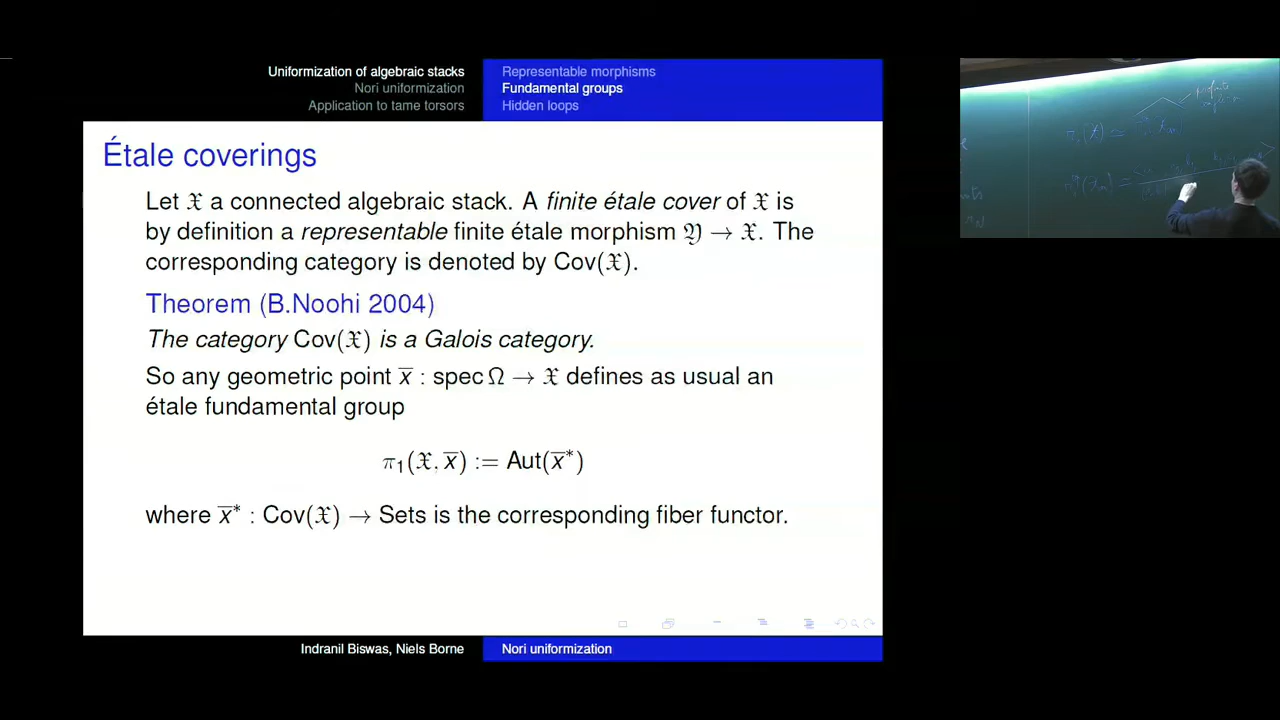 Uniformization of algebraic stacks
Nori uniformization
Application to tame torsors
Representable morphisms
Fundamental groups
Hidden loops
Étale coverings
Let 𝔛 a connected algebraic stack. A finite étale cover of 𝔛 is
by definition a representable finite étale morphism 𝔜 → 𝔛. The
corresponding category is denoted by Cov(𝔛).
Theorem (B.Noohi 2004)
The category Cov(𝔛) is a Galois category.
So any geometric point x̅ : spec Ω → 𝔛 defines as usual an
étale fundamental group
π₁(𝔛, x̅) := Aut(x̅*)
where x̅* : Cov(𝔛) → Sets is the corresponding fiber functor.
Indranil Biswas, Niels Borne
Nori uniformization